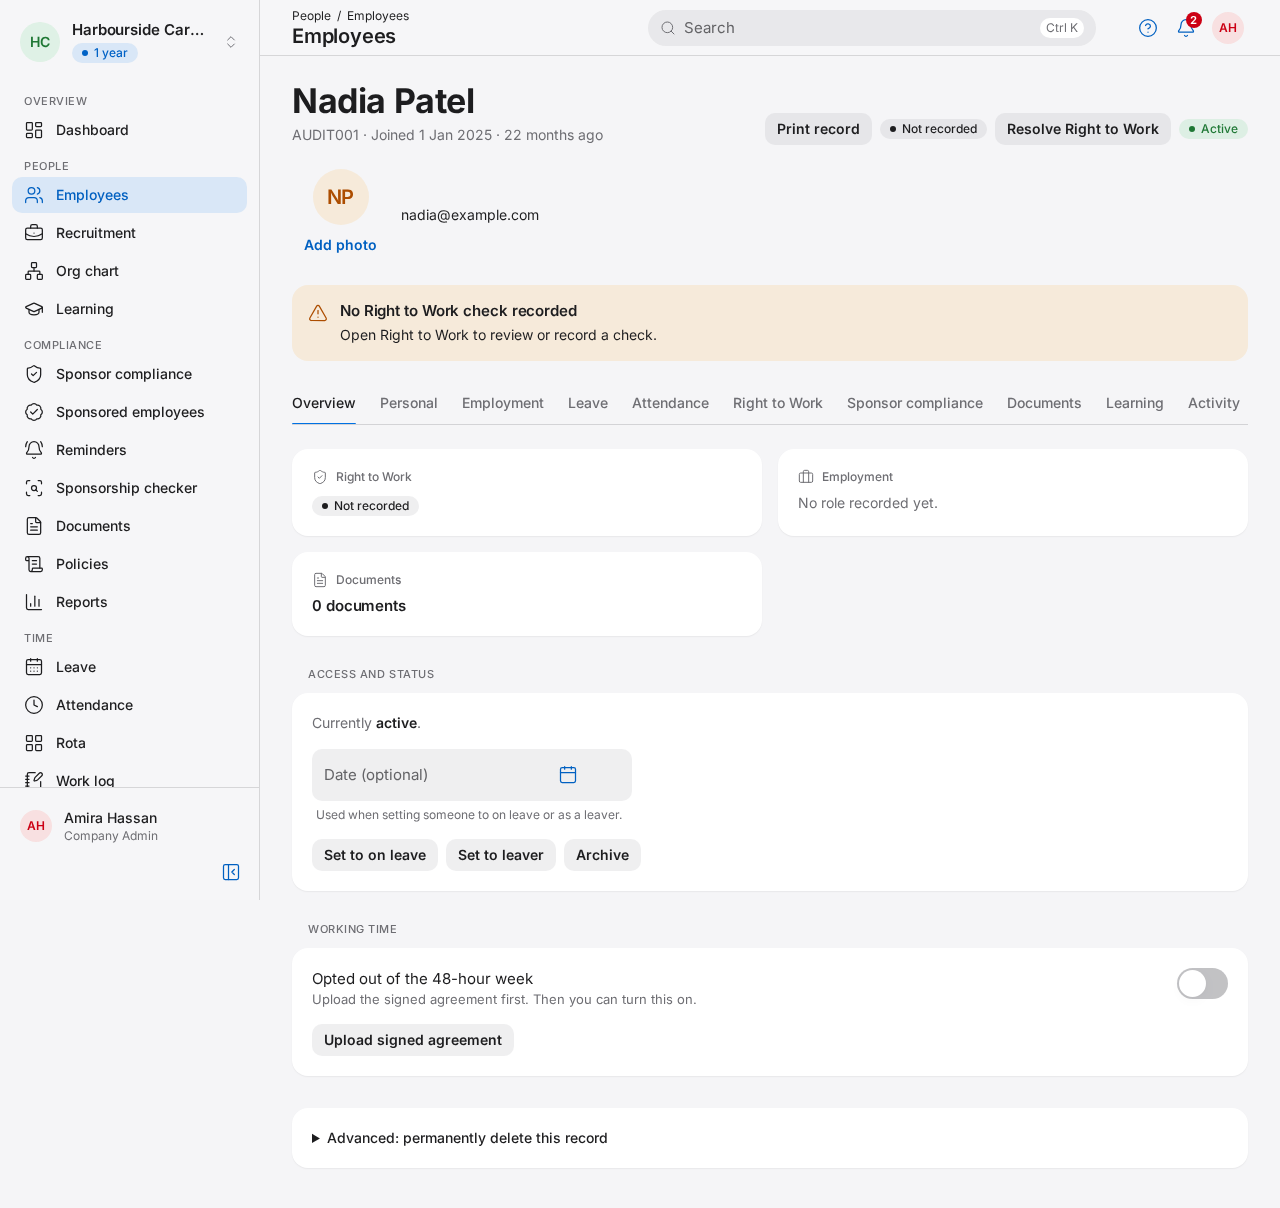 HC
Harbourside Car...
1 year
OVERVIEW
Dashboard
PEOPLE
Employees
Recruitment
Org chart
Learning
COMPLIANCE
Sponsor compliance
Sponsored employees
Reminders
Sponsorship checker
Documents
Policies
Reports
TIME
Leave
Attendance
Rota
Work log
AH
Amira Hassan
Company Admin
People / Employees
Employees
Search
Ctrl K
2
AH
Nadia Patel
AUDIT001 · Joined 1 Jan 2025 · 22 months ago
Print record
Not recorded
Resolve Right to Work
Active
NP
nadia@example.com
Add photo
No Right to Work check recorded
Open Right to Work to review or record a check.
Overview Personal Employment Leave Attendance Right to Work Sponsor compliance Documents Learning Activity
Right to Work
Not recorded
Employment
No role recorded yet.
Documents
0 documents
ACCESS AND STATUS
Currently active.
Date (optional)
Used when setting someone to on leave or as a leaver.
Set to on leave
Set to leaver
Archive
WORKING TIME
Opted out of the 48-hour week
Upload the signed agreement first. Then you can turn this on.
Upload signed agreement
Advanced: permanently delete this record